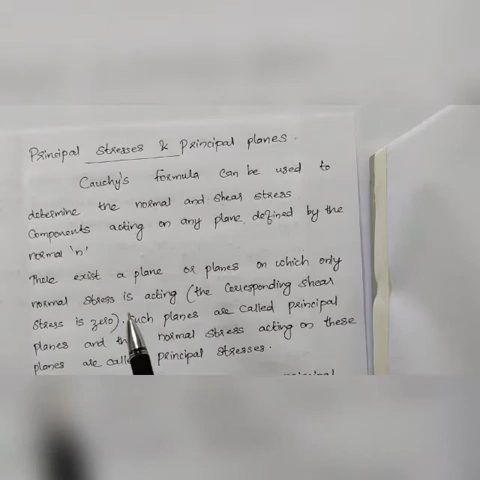 Principal stresses & Principal planes.
Cauchy's formula can be used to
determine the normal and shear stress
components acting on any plane defined by the
normal 'n'
There exist a plane or planes on which only
normal stress is acting (the corresponding shear
stress is zero). Such planes are called principal
planes and the normal stress acting on these
planes are called principal stresses.